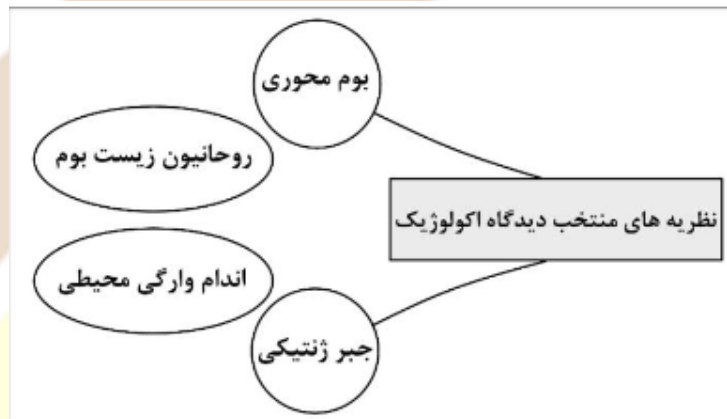 بوم محوری
روحانیون زیست بوم
نظریه های منتخب دیدگاه اکولوژیک
اندام وارگی محیطی
جبر ژنتیکی